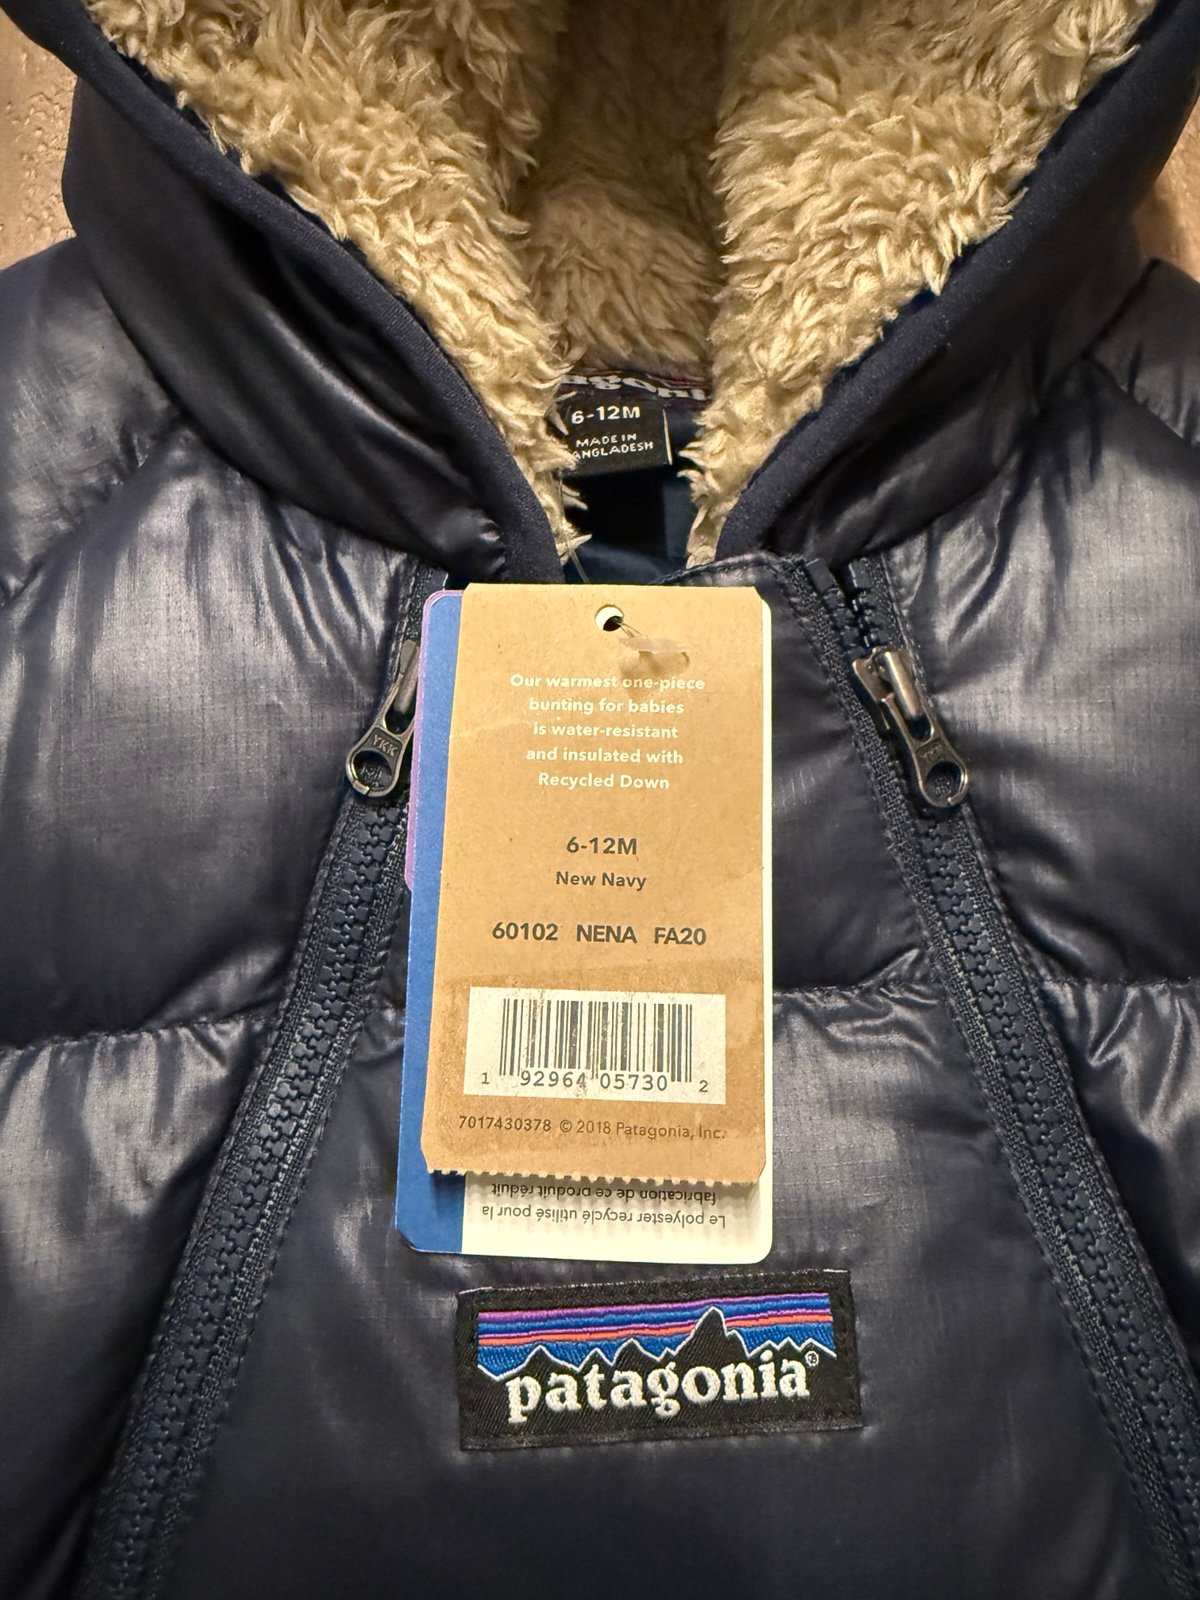 6-12M
MADE IN
BANGLADESH
Our warmest one-piece
bunting for babies
is water-resistant
and insulated with
Recycled Down
6-12M
New Navy
60102 NENA FA20
1 92964 05730 2
7017430378 © 2018 Patagonia, Inc.
Le polyester recyclé utilisé pour la
fabrication de ce produit réduit
YKK
patagonia®